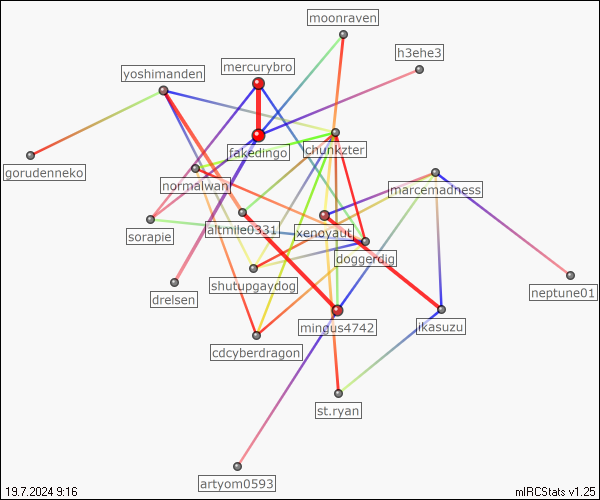 moonraven
h3ehe3
mercurybro
yoshimanden
fakedingo
chunkzter
gorudenneko
normalwan
marcemadness
sorapie
altmle0331
xenoyaut
doggerdig
shutupgaydog
drelsen
neptune01
mingus4742
ikasuzu
cdcyberdragon
st.ryan
artyom0593
19.7.2024 9:16
mIRCStats v1.25